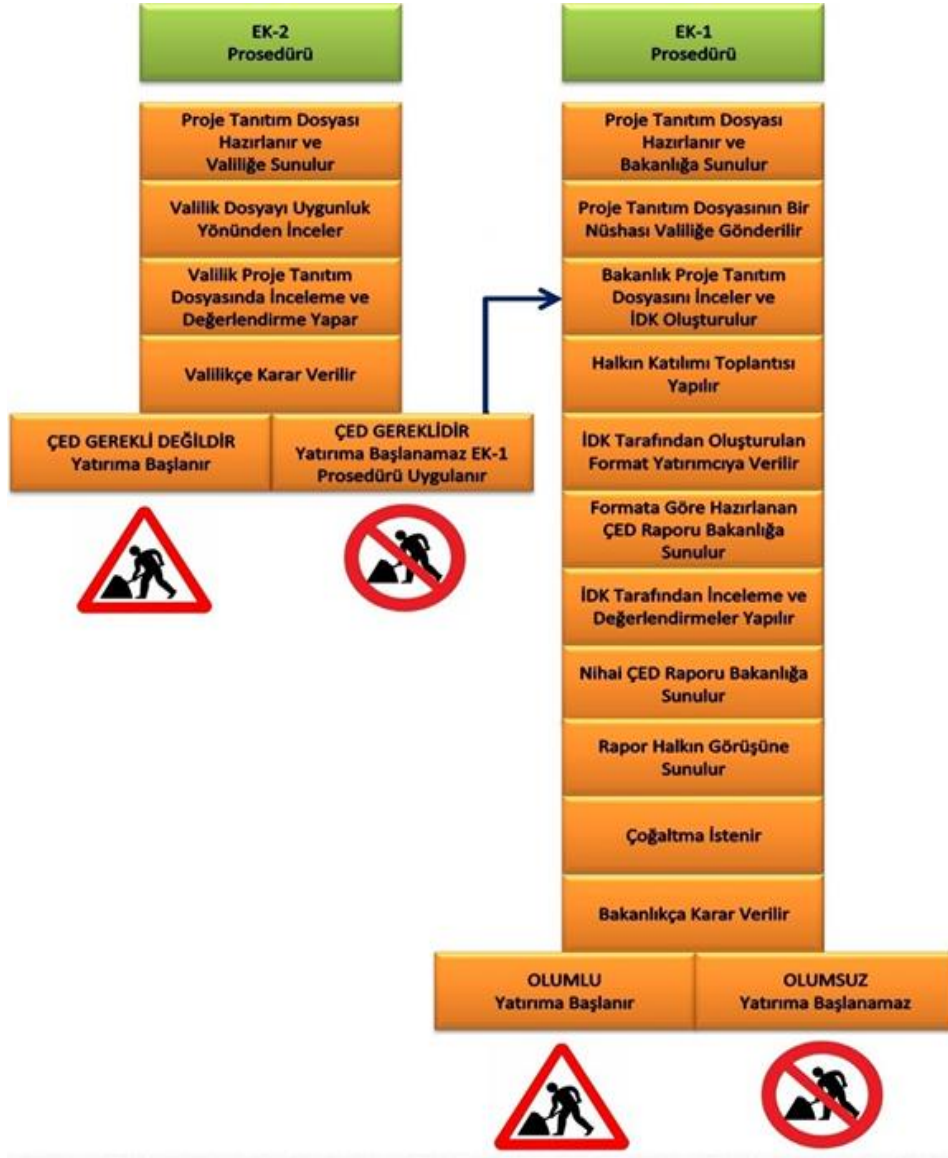 EK-2
Prosedürü
Proje Tanıtım Dosyası
Hazırlanır ve
Valiliğe Sunulur
Valilik Dosyayı Uygunluk
Yönünden İnceler
Valilik Proje Tanıtım
Dosyasında İnceleme ve
Değerlendirme Yapar
Valilikçe Karar Verilir
ÇED GEREKLİ DEĞİLDİR
Yatırıma Başlanır
ÇED GEREKLİDİR
Yatırıma Başlanamaz EK-1
Prosedürü Uygulanır
EK-1
Prosedürü
Proje Tanıtım Dosyası
Hazırlanır ve
Bakanlığa Sunulur
Proje Tanıtım Dosyasının Bir
Nüshası Valiliğe Gönderilir
Bakanlık Proje Tanıtım
Dosyasını İnceler ve
İDK Oluşturulur
Halkın Katılımı Toplantısı
Yapılır
İDK Tarafından Oluşturulan
Format Yatırımcıya Verilir
Formata Göre Hazırlanan
ÇED Raporu Bakanlığa
Sunulur
İDK Tarafından İnceleme ve
Değerlendirmeler Yapılır
Nihai ÇED Raporu Bakanlığa
Sunulur
Rapor Halkın Görüşüne
Sunulur
Çoğaltma İstenir
Bakanlıkça Karar Verilir
OLUMLU
Yatırıma Başlanır
OLUMSUZ
Yatırıma Başlanamaz